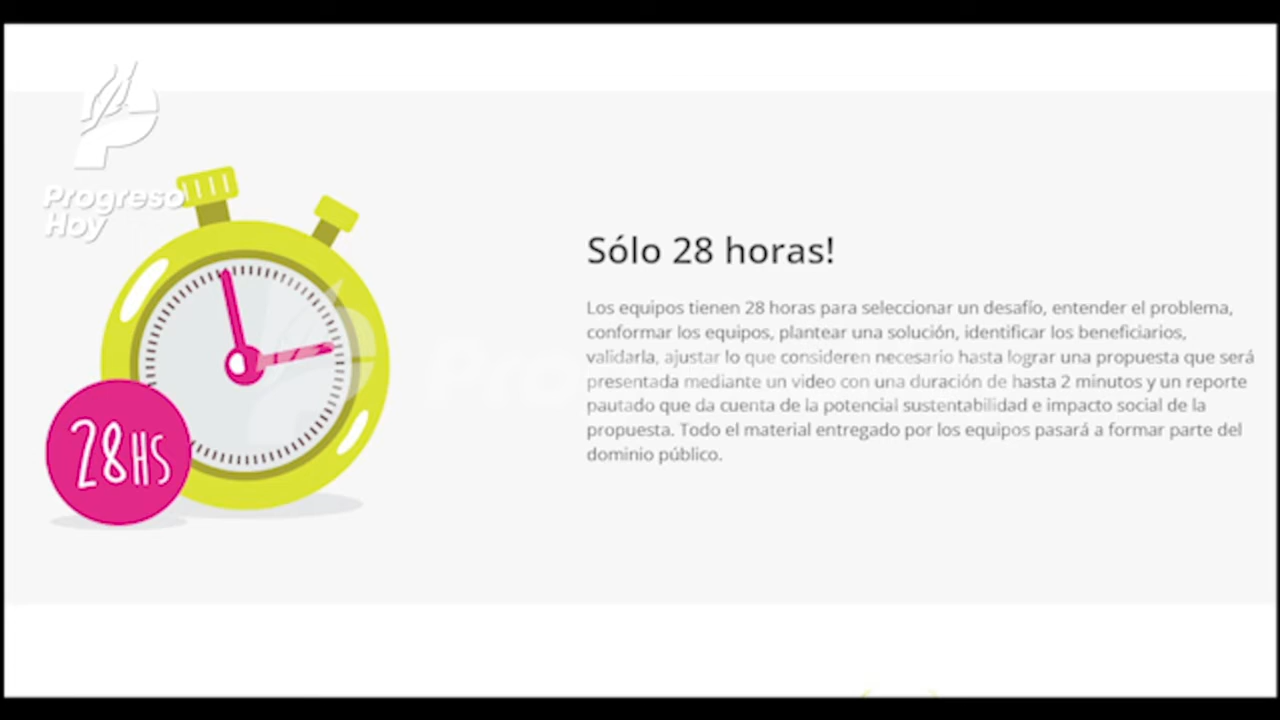 Progreso
Hoy
28HS
Sólo 28 horas!
Los equipos tienen 28 horas para seleccionar un desafío, entender el problema,
conformar los equipos, plantear una solución, identificar los beneficiarios,
validarla, ajustar lo que consideren necesario hasta lograr una propuesta que será
presentada mediante un video con una duración de hasta 2 minutos y un reporte
pautado que da cuenta de la potencial sustentabilidad e impacto social de la
propuesta. Todo el material entregado por los equipos pasará a formar parte del
dominio público.